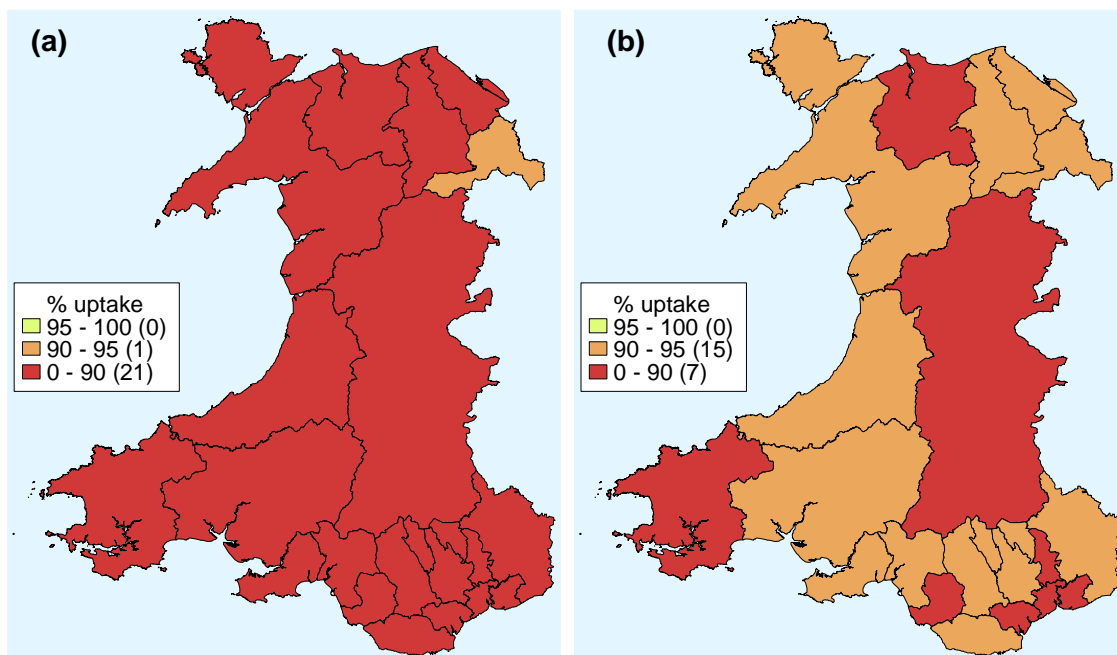 (a)
% uptake
95 - 100 (0)
90 - 95 (1)
0 - 90 (21)
(b)
% uptake
95 - 100 (0)
90 - 95 (15)
0 - 90 (7)